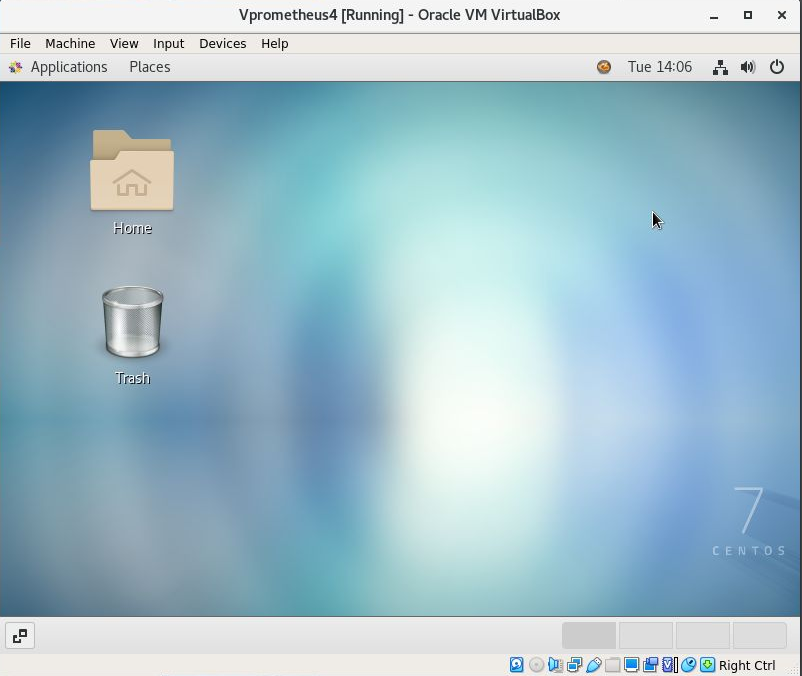 Vprometheus4 [Running] - Oracle VM VirtualBox
File Machine View Input Devices Help
Applications Places Tue 14:06
Home
Trash
7
CENTOS
Right Ctrl